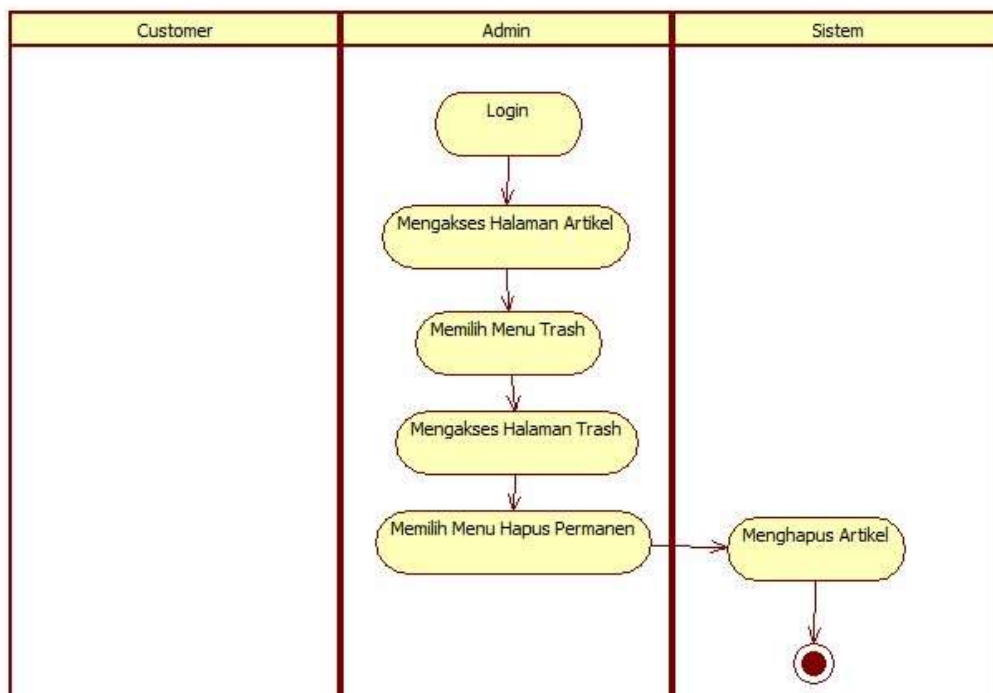 Customer
Admin
Sistem
Login
Mengakses Halaman Artikel
Memilih Menu Trash
Mengakses Halaman Trash
Memilih Menu Hapus Permanen
Menghapus Artikel